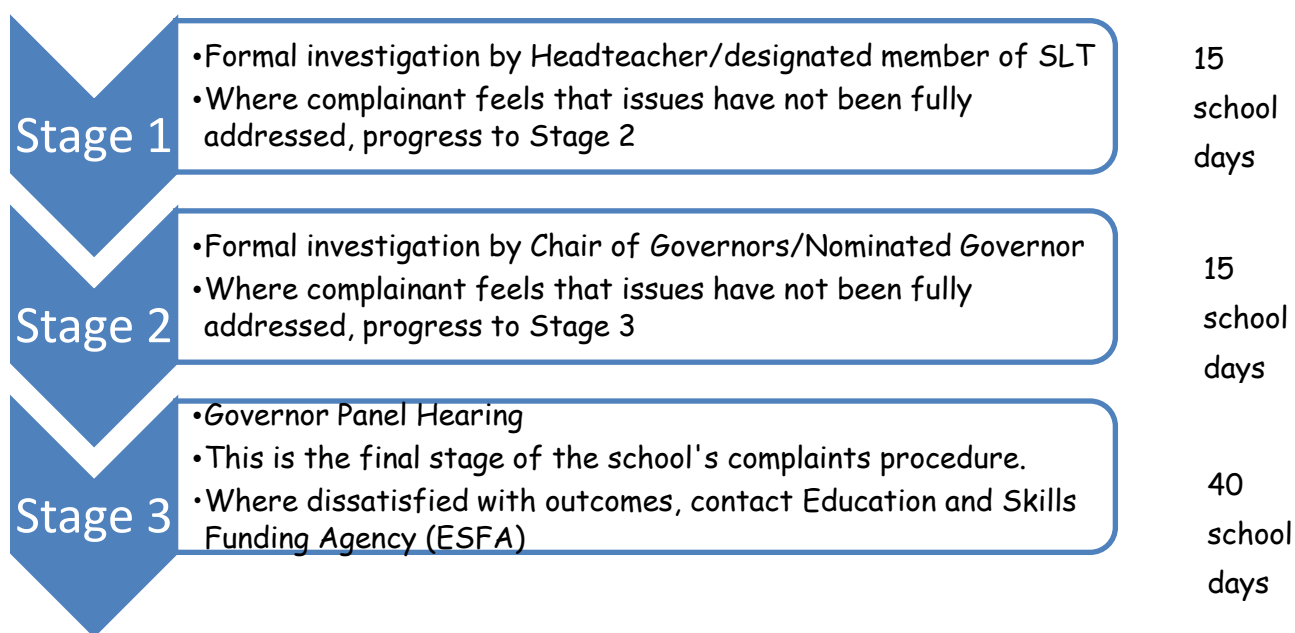 Stage 1
•Formal investigation by Headteacher/designated member of SLT
•Where complainant feels that issues have not been fully
addressed, progress to Stage 2
15
school
days
Stage 2
•Formal investigation by Chair of Governors/Nominated Governor
•Where complainant feels that issues have not been fully
addressed, progress to Stage 3
15
school
days
Stage 3
•Governor Panel Hearing
•This is the final stage of the school's complaints procedure.
•Where dissatisfied with outcomes, contact Education and Skills
Funding Agency (ESFA)
40
school
days